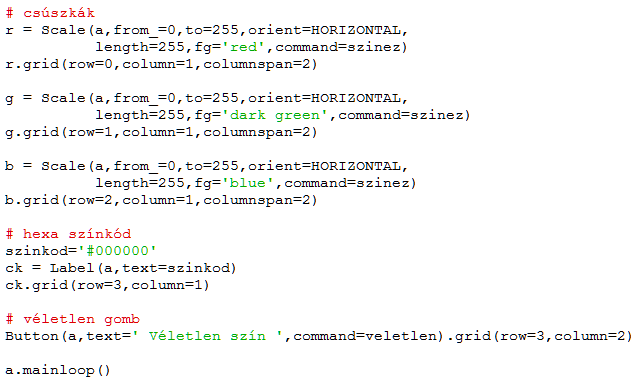 # csúszkák
r = Scale(a,from_=0,to=255,orient=HORIZONTAL,
          length=255,fg='red',command=szinez)
r.grid(row=0,column=1,columnspan=2)

g = Scale(a,from_=0,to=255,orient=HORIZONTAL,
          length=255,fg='dark green',command=szinez)
g.grid(row=1,column=1,columnspan=2)

b = Scale(a,from_=0,to=255,orient=HORIZONTAL,
          length=255,fg='blue',command=szinez)
b.grid(row=2,column=1,columnspan=2)

# hexa színkód
szinkod='#000000'
ck = Label(a,text=szinkod)
ck.grid(row=3,column=1)

# véletlen gomb
Button(a,text=' Véletlen szín ',command=veletlen).grid(row=3,column=2)

a.mainloop()